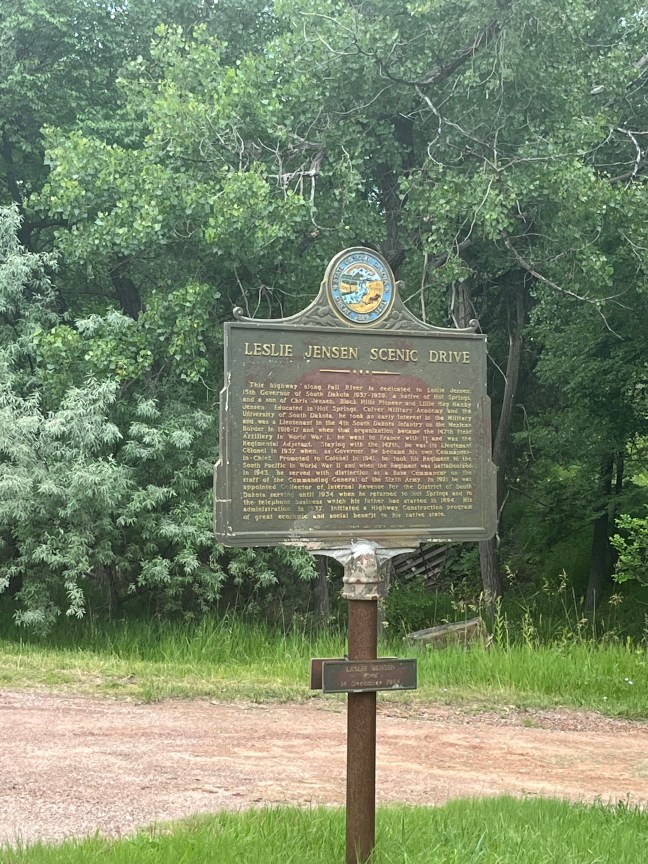 LESLIE JENSEN SCENIC DRIVE
This highway along Fall River is dedicated to Leslie Jensen,
15th Governor of South Dakota 1937-1939, a native of Hot Springs,
and a son of Chris Jensen, Black Hills Pioneer and Lillie May Haxby
Jensen. Educated in Hot Springs, Culver Military Academy and the
University of South Dakota, he took an early interest in the Military
and was a Lieutenant in the 4th South Dakota Infantry on the Mexican
Border in 1916-17 and when that organization became the 147th Field
Artillery in World War I, he went to France with it and was the
Regimental Adjutant. Staying with the 147th, he was its Lieutenant
Colonel in 1937 when, as Governor, he became his own Commander-
in-Chief. Promoted to Colonel in 1941, he took his Regiment to the
South Pacific in World War II and when the Regiment was battalionized
in 1943, he served with distinction as a Base Commander on the
staff of the Commanding General of the Sixth Army. In 1921 he was
appointed Collector of Internal Revenue for the District of South
Dakota serving until 1934 when he returned to Hot Springs and to
the telephone business which his father had started in 1894. His
administration in 1937, initiated a Highway Construction program
of great economic and social benefit to his native state.
LESLIE JENSEN
14 December 1964